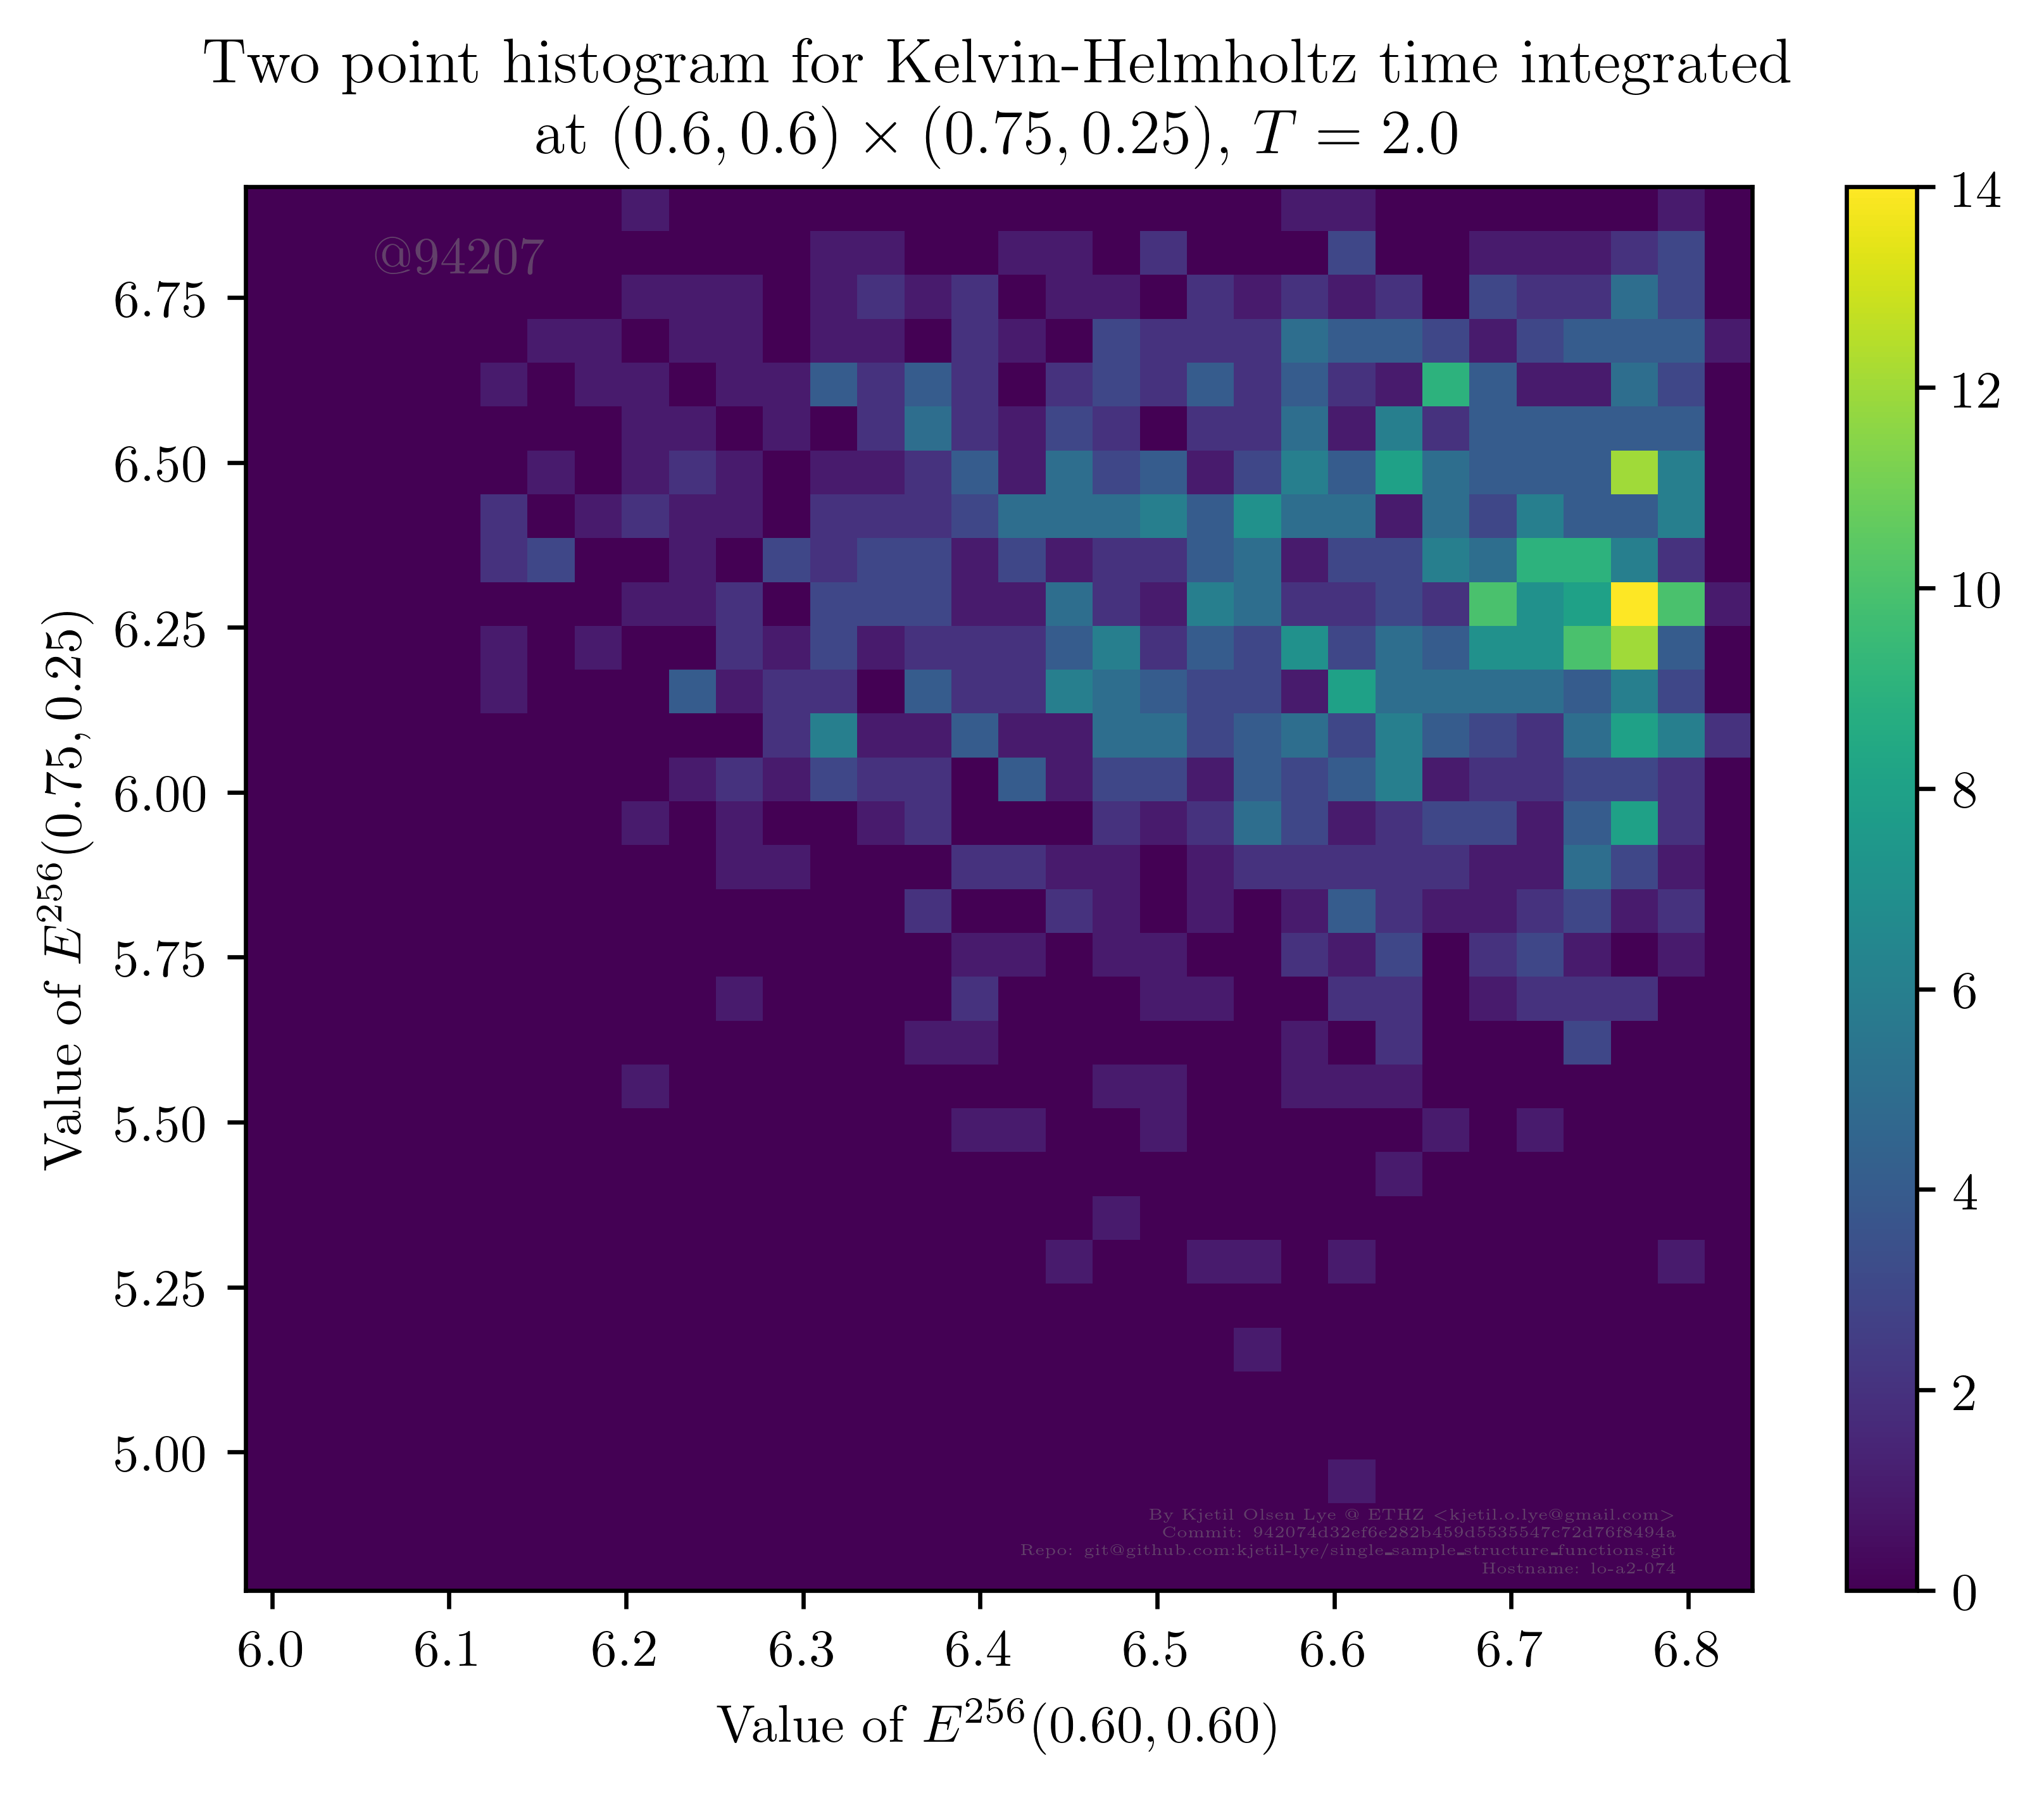 Two point histogram for Kelvin-Helmholtz time integrated
at (0.6, 0.6) × (0.75, 0.25), T = 2.0
©94207
14
12
10
8
6
4
2
0
6.75
6.50
6.25
6.00
5.75
5.50
5.25
5.00
Value of E^256(0.75, 0.25)
By Kjetil Olsen Lye @ ETHZ <kjetil.o.lye@gmail.com>
Commit: 942074d32ef6e282b459d5535547c72d76f8494a
Repo: git@github.com:kjetil-lye/single_sample_structure_functions.git
Hostname: lo-a2-074
6.0 6.1 6.2 6.3 6.4 6.5 6.6 6.7 6.8
Value of E^256(0.60, 0.60)